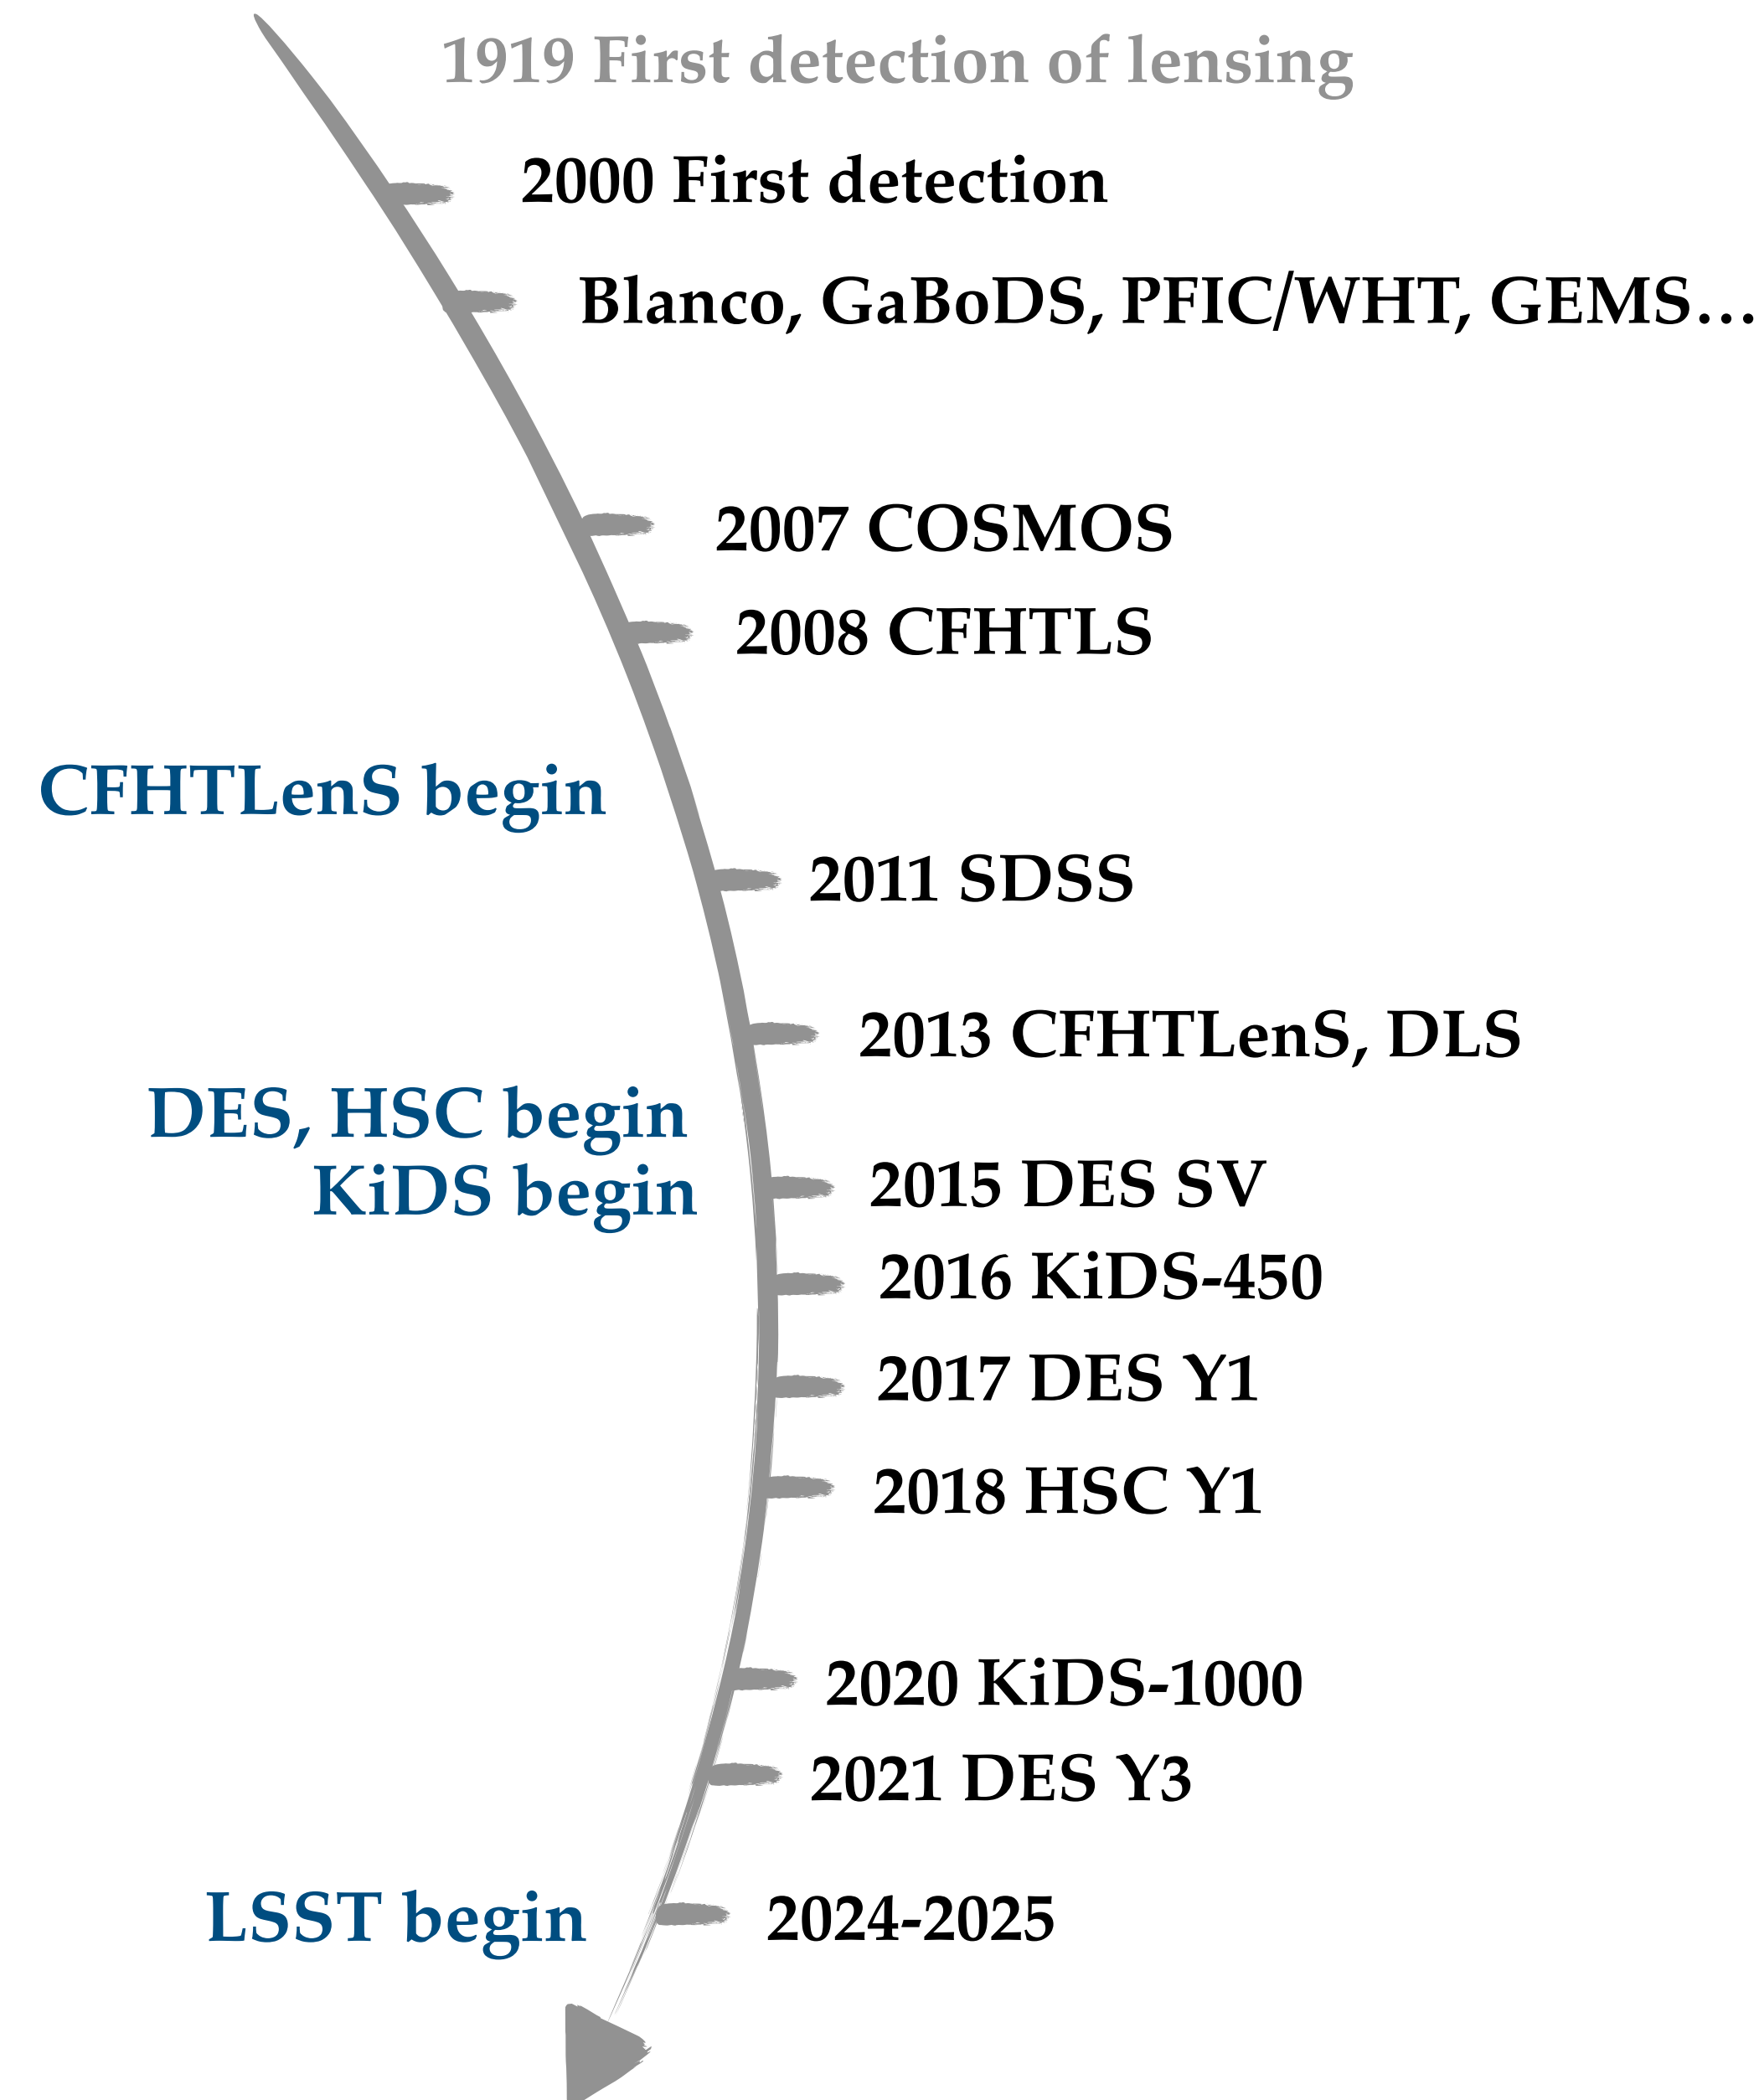 1919 First detection of lensing
2000 First detection
Blanco, GaBoDS, PFIC/WHT, GEMS...
2007 COSMOS
2008 CFHTLS
CFHTLenS begin
2011 SDSS
2013 CFHTLenS, DLS
DES, HSC begin
KiDS begin
2015 DES SV
2016 KiDS-450
2017 DES Y1
2018 HSC Y1
2020 KiDS-1000
2021 DES Y3
LSST begin
2024-2025